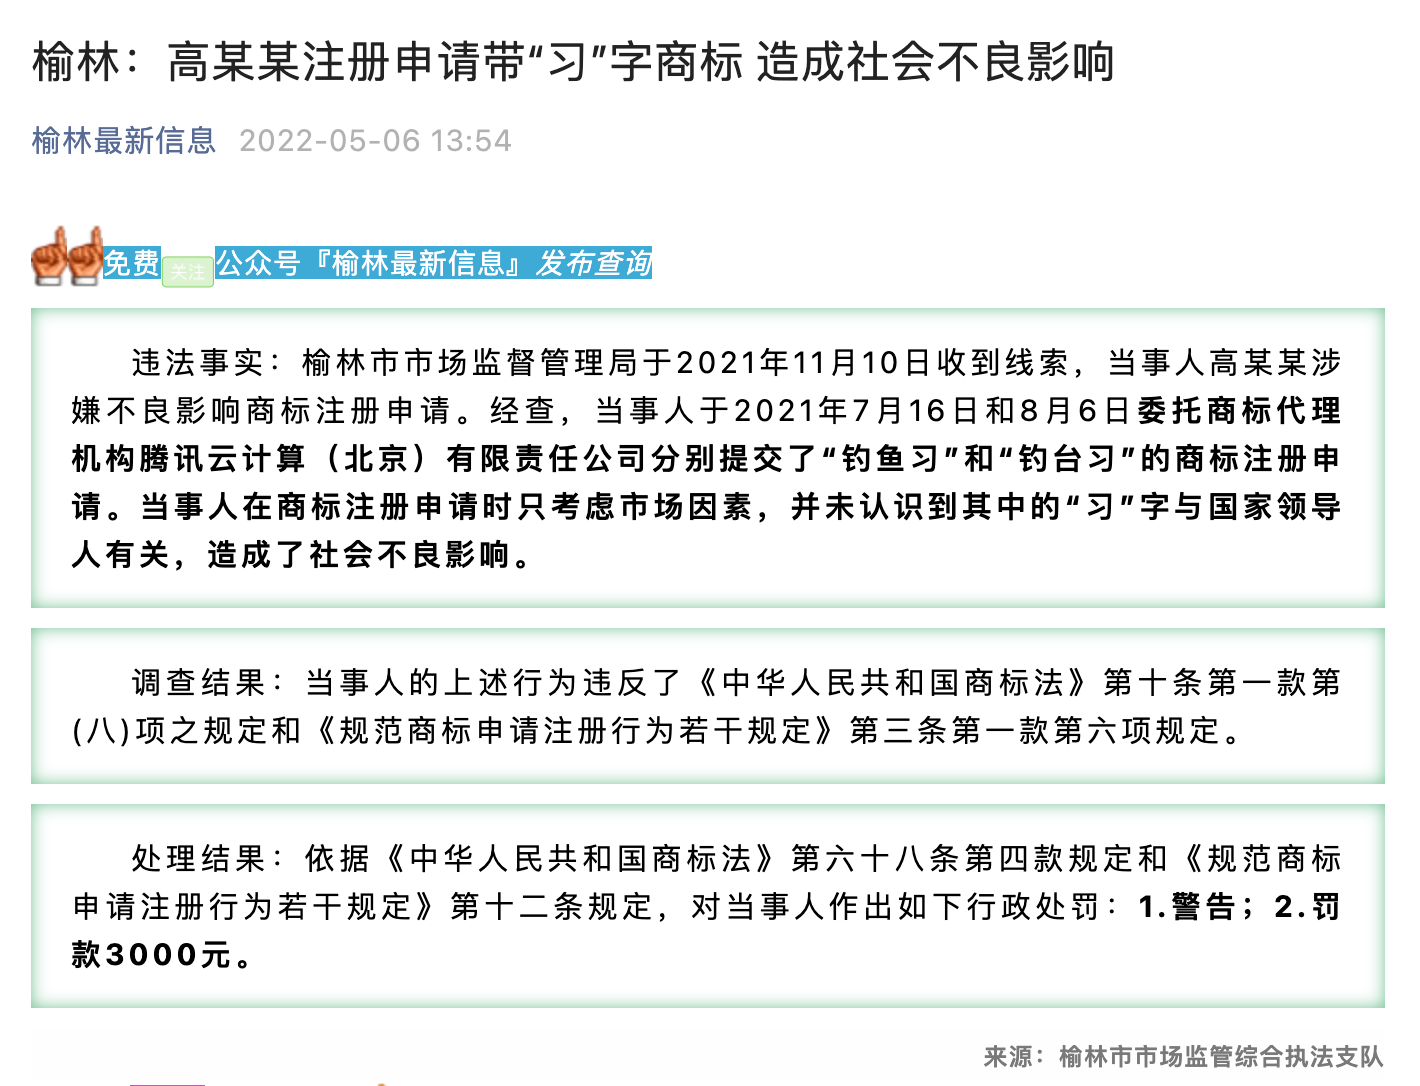 榆林：高某某注册申请带“习”字商标 造成社会不良影响
榆林最新信息 2022-05-06 13:54
免费 关注 公众号『榆林最新信息』发布查询
违法事实：榆林市市场监督管理局于2021年11月10日收到线索，当事人高某某涉
嫌不良影响商标注册申请。经查，当事人于2021年7月16日和8月6日委托商标代理
机构腾讯云计算（北京）有限责任公司分别提交了“钓鱼习”和“钓台习”的商标注册申
请。当事人在商标注册申请时只考虑市场因素，并未认识到其中的“习”字与国家领导
人有关，造成了社会不良影响。
调查结果：当事人的上述行为违反了《中华人民共和国商标法》第十条第一款第
(八)项之规定和《规范商标申请注册行为若干规定》第三条第一款第六项规定。
处理结果：依据《中华人民共和国商标法》第六十八条第四款规定和《规范商标
申请注册行为若干规定》第十二条规定，对当事人作出如下行政处罚：1.警告；2.罚
款3000元。
来源：榆林市市场监管综合执法支队